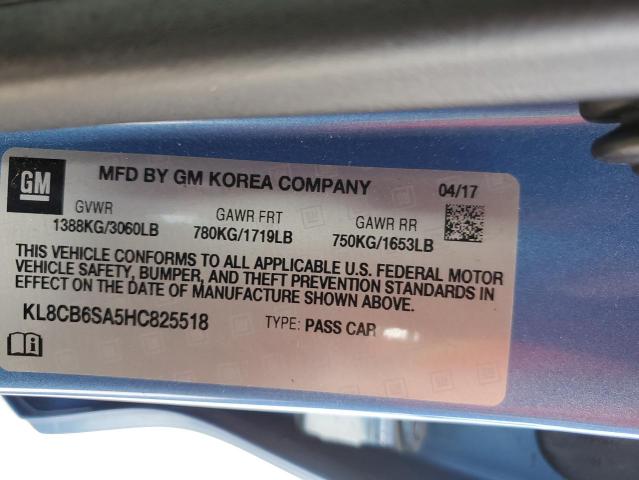 GM
MFD BY GM KOREA COMPANY 04/17
GVWR GAWR FRT GAWR RR
1388KG/3060LB 780KG/1719LB 750KG/1653LB
THIS VEHICLE CONFORMS TO ALL APPLICABLE U.S. FEDERAL MOTOR
VEHICLE SAFETY, BUMPER, AND THEFT PREVENTION STANDARDS IN
EFFECT ON THE DATE OF MANUFACTURE SHOWN ABOVE.
KL8CB6SA5HC825518 TYPE: PASS CAR